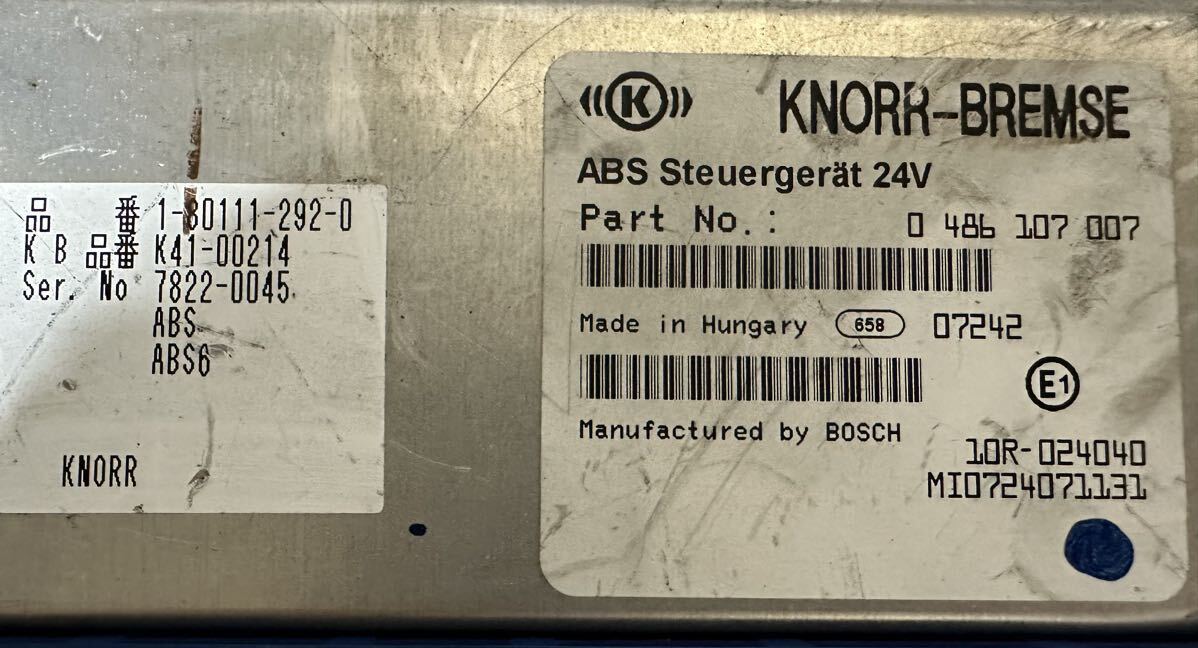 品 番 1-80111-292-0
K B 品番 K41-00214
Ser. No 7822-0045
ABS
ABS6
KNORR
K KNORR-BREMSE
ABS Steuergerät 24V
Part No.: 0 486 107 007
Made in Hungary 658 07242
E1
Manufactured by BOSCH
10R-024040
MI0724071131